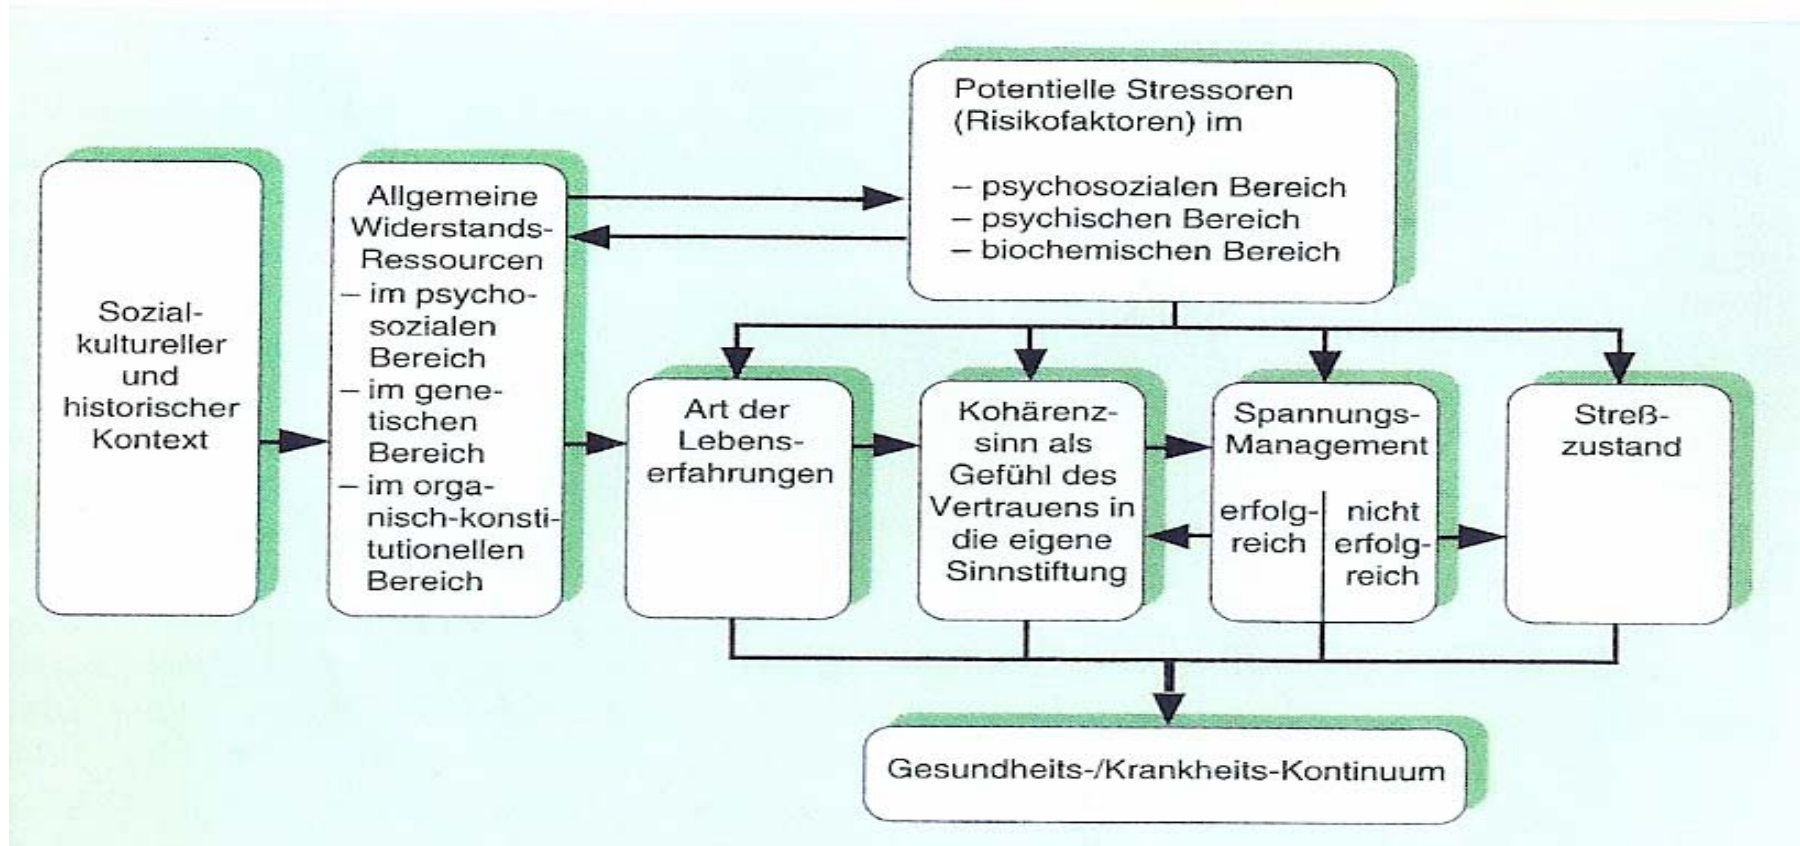 Potentielle Stressoren
(Risikofaktoren) im
– psychosozialen Bereich
– psychischen Bereich
– biochemischen Bereich
Sozial-
kultureller
und
historischer
Kontext
Allgemeine
Widerstands-
Ressourcen
– im psycho-
sozialen
Bereich
– im gene-
tischen
Bereich
– im orga-
nisch-konsti-
tutionellen
Bereich
Art der
Lebens-
erfahrungen
Kohärenz-
sinn als
Gefühl des
Vertrauens in
die eigene
Sinnstiftung
Spannungs-
Management
erfolg-
reich
nicht
erfolg-
reich
Streß-
zustand
Gesundheits-/Krankheits-Kontinuum